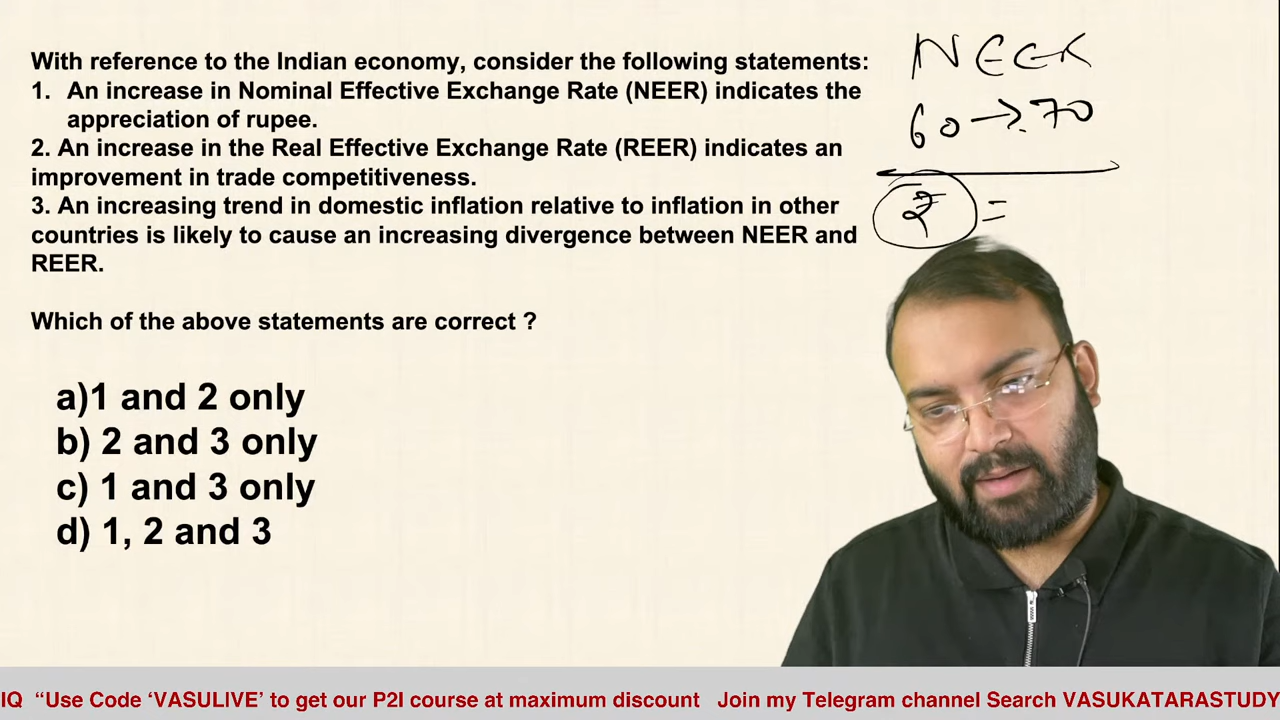 With reference to the Indian economy, consider the following statements:
1. An increase in Nominal Effective Exchange Rate (NEER) indicates the
appreciation of rupee.
2. An increase in the Real Effective Exchange Rate (REER) indicates an
improvement in trade competitiveness.
3. An increasing trend in domestic inflation relative to inflation in other
countries is likely to cause an increasing divergence between NEER and
REER.
Which of the above statements are correct ?
a)1 and 2 only
b) 2 and 3 only
c) 1 and 3 only
d) 1, 2 and 3
NEER
60 → 70
₹ =
IQ “Use Code ‘VASULIVE’ to get our P2I course at maximum discount Join my Telegram channel Search VASUKATARASTUDY